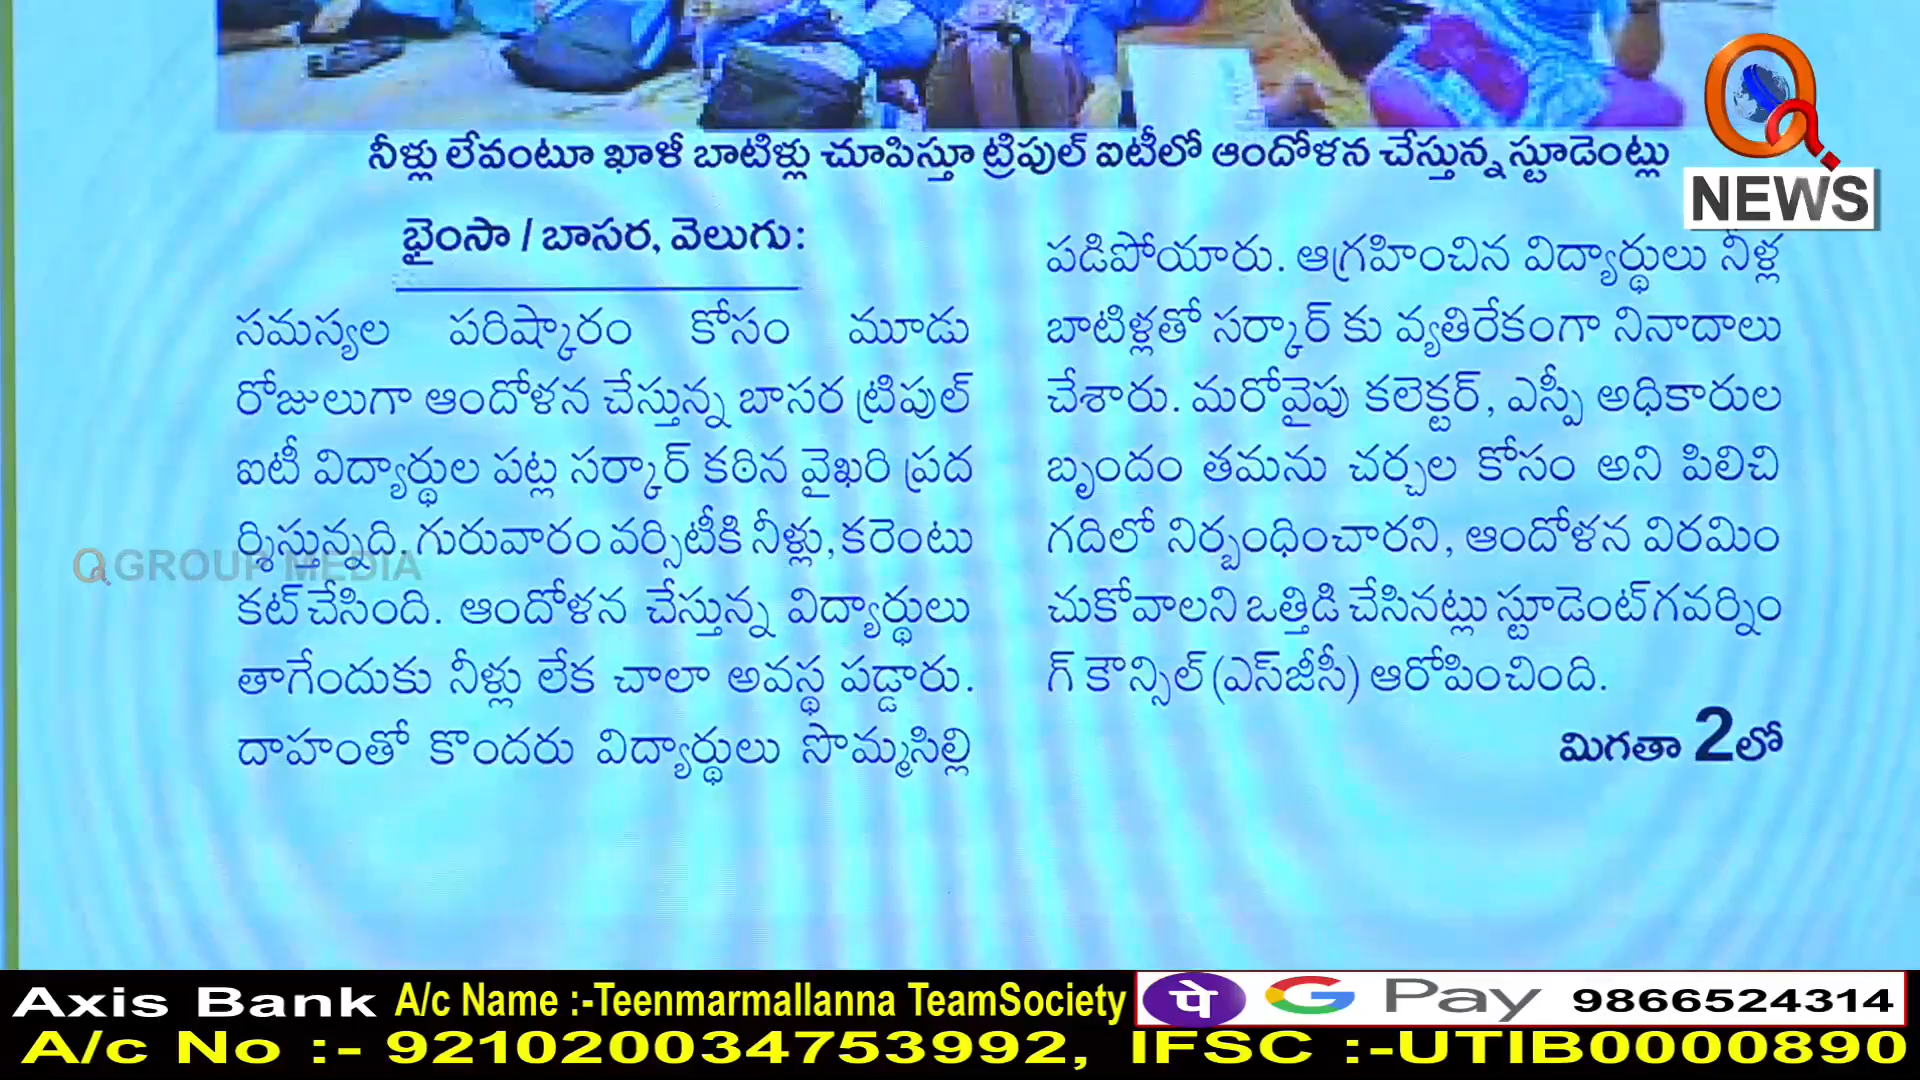 నీళ్లు లేవంటూ ఖాళీ బాటిళ్లు చూపిస్తూ ట్రిపుల్ ఐటీలో ఆందోళన చేస్తున్న స్టూడెంట్లు
Q
NEWS
భైంసా / బాసర, వెలుగు:
సమస్యల పరిష్కారం కోసం మూడు
రోజులుగా ఆందోళన చేస్తున్న బాసర ట్రిపుల్
ఐటీ విద్యార్థుల పట్ల సర్కార్ కఠిన వైఖరి ప్రద
ర్శిస్తున్నది. గురువారం వర్సిటీకి నీళ్లు, కరెంటు
కట్ చేసింది. ఆందోళన చేస్తున్న విద్యార్థులు
తాగేందుకు నీళ్లు లేక చాలా అవస్థ పడ్డారు.
దాహంతో కొందరు విద్యార్థులు సొమ్మసిల్లి
పడిపోయారు. ఆగ్రహించిన విద్యార్థులు నీళ్ల
బాటిళ్లతో సర్కార్ కు వ్యతిరేకంగా నినాదాలు
చేశారు. మరోవైపు కలెక్టర్, ఎస్పీ అధికారుల
బృందం తమను చర్చల కోసం అని పిలిచి
గదిలో నిర్బంధించారని, ఆందోళన విరమిం
చుకోవాలని ఒత్తిడి చేసినట్లు స్టూడెంట్ గవర్నిం
గ్ కౌన్సిల్ (ఎస్‌జీసీ) ఆరోపించింది.
మిగతా 2లో
Q GROUP MEDIA
Axis Bank A/c Name :-Teenmarmallanna TeamSociety पे G Pay 9866524314
A/c No :- 921020034753992, IFSC :-UTIB0000890